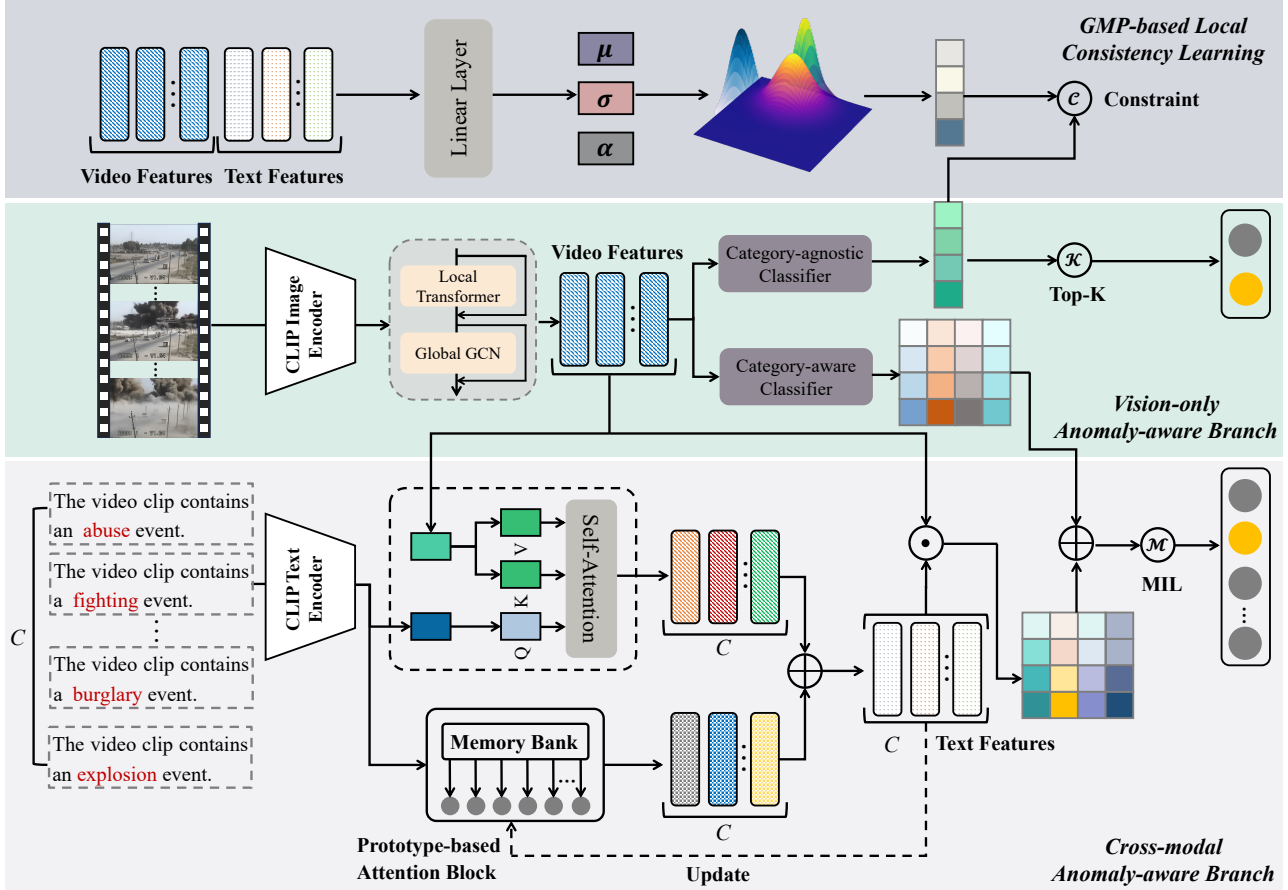 GMP-based Local
Consistency Learning
Linear Layer
μ
σ
α
C
Constraint
Video Features
Text Features
CLIP Image
Encoder
Local
Transformer
Global GCN
Video Features
Category-agnostic
Classifier
Category-aware
Classifier
K
Top-K
Vision-only
Anomaly-aware Branch
C
The video clip contains
an abuse event.
The video clip contains
a fighting event.
The video clip contains
a burglary event.
The video clip contains
an explosion event.
CLIP Text
Encoder
V
K
Q
Self-Attention
C
Memory Bank
Prototype-based
Attention Block
C
Update
C
Text Features
M
MIL
Cross-modal
Anomaly-aware Branch